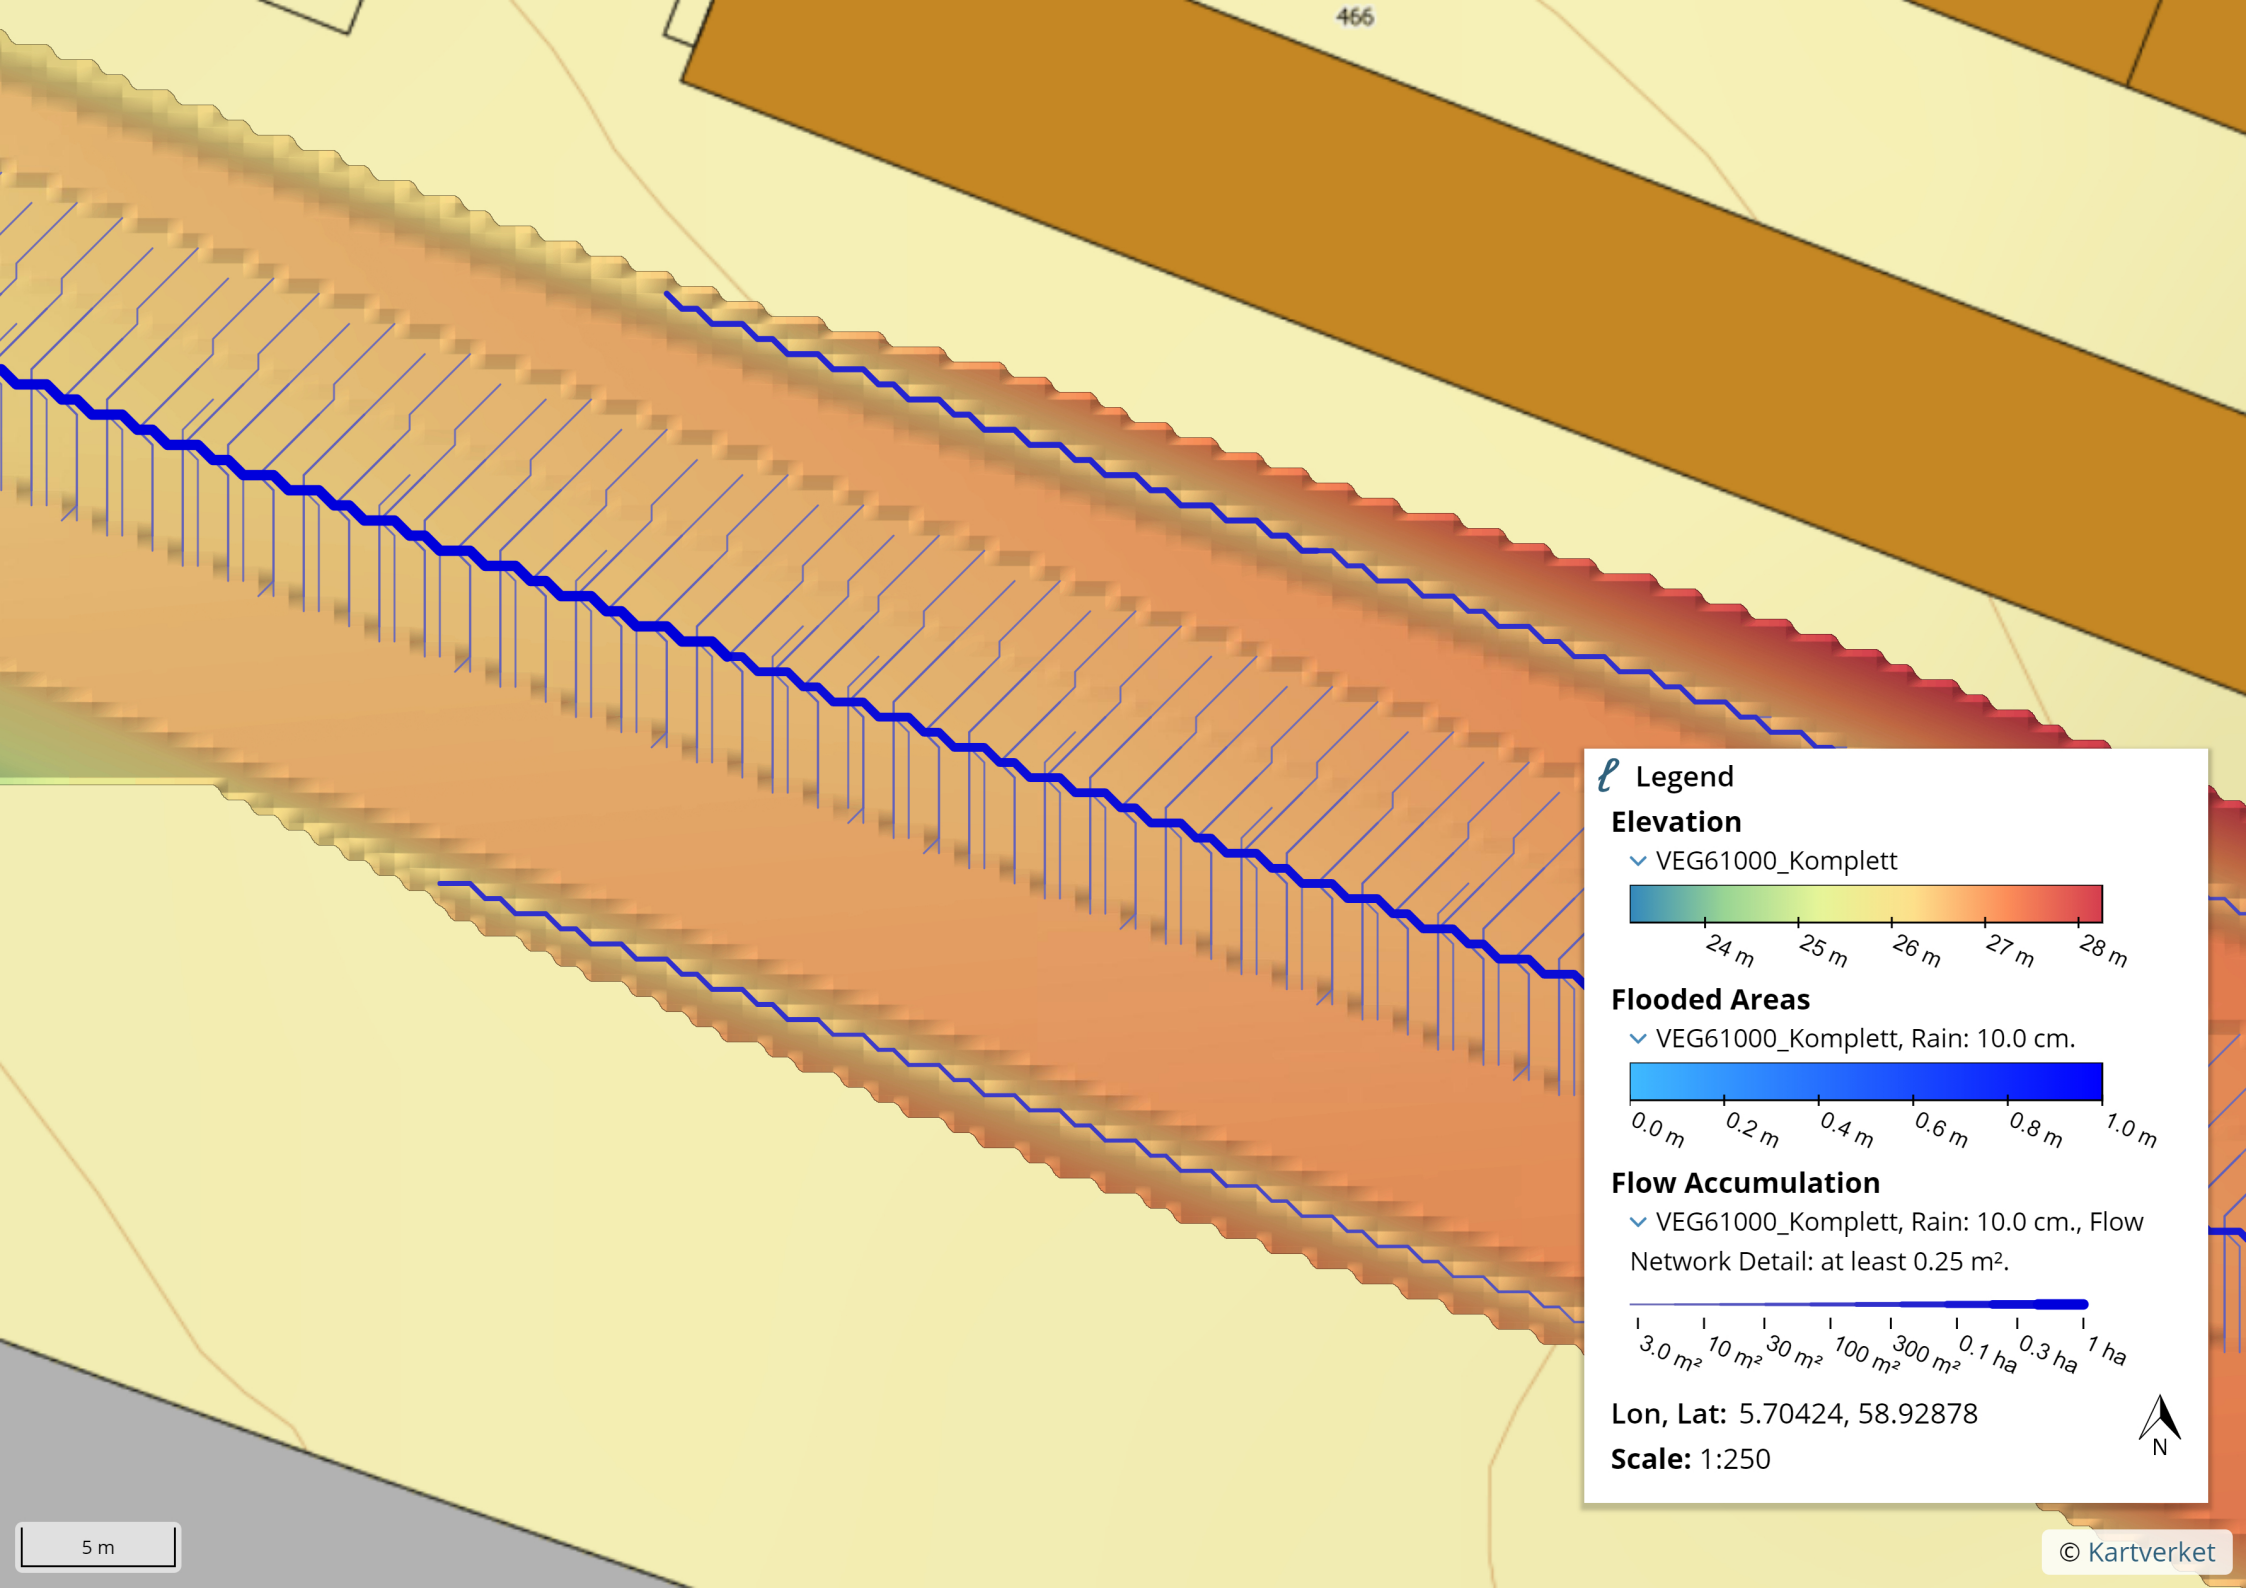 466
ℓ Legend
Elevation
VEG61000_Komplett
24 m 25 m 26 m 27 m 28 m
Flooded Areas
VEG61000_Komplett, Rain: 10.0 cm.
0.0 m 0.2 m 0.4 m 0.6 m 0.8 m 1.0 m
Flow Accumulation
VEG61000_Komplett, Rain: 10.0 cm., Flow
Network Detail: at least 0.25 m².
3.0 m² 10 m² 30 m² 100 m² 300 m² 0.1 ha 0.3 ha 1 ha
Lon, Lat: 5.70424, 58.92878
N
Scale: 1:250
5 m
© Kartverket